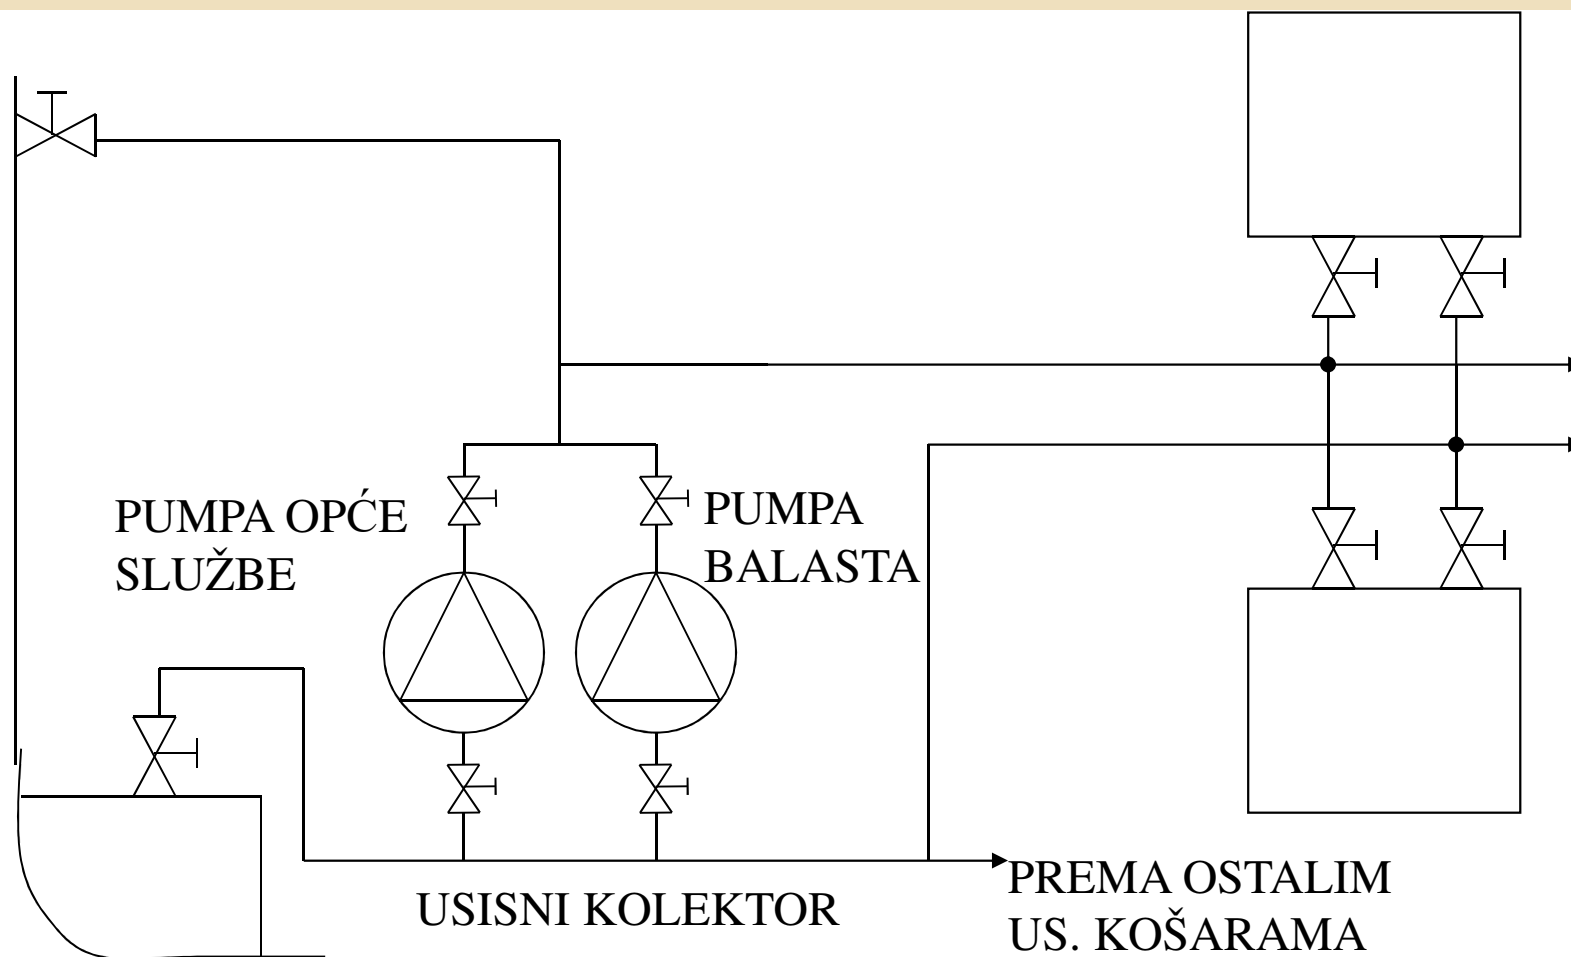 PUMPA OPĆE
SLUŽBE
PUMPA
BALASTA
USISNI KOLEKTOR
PREMA OSTALIM
US. KOŠARAMA